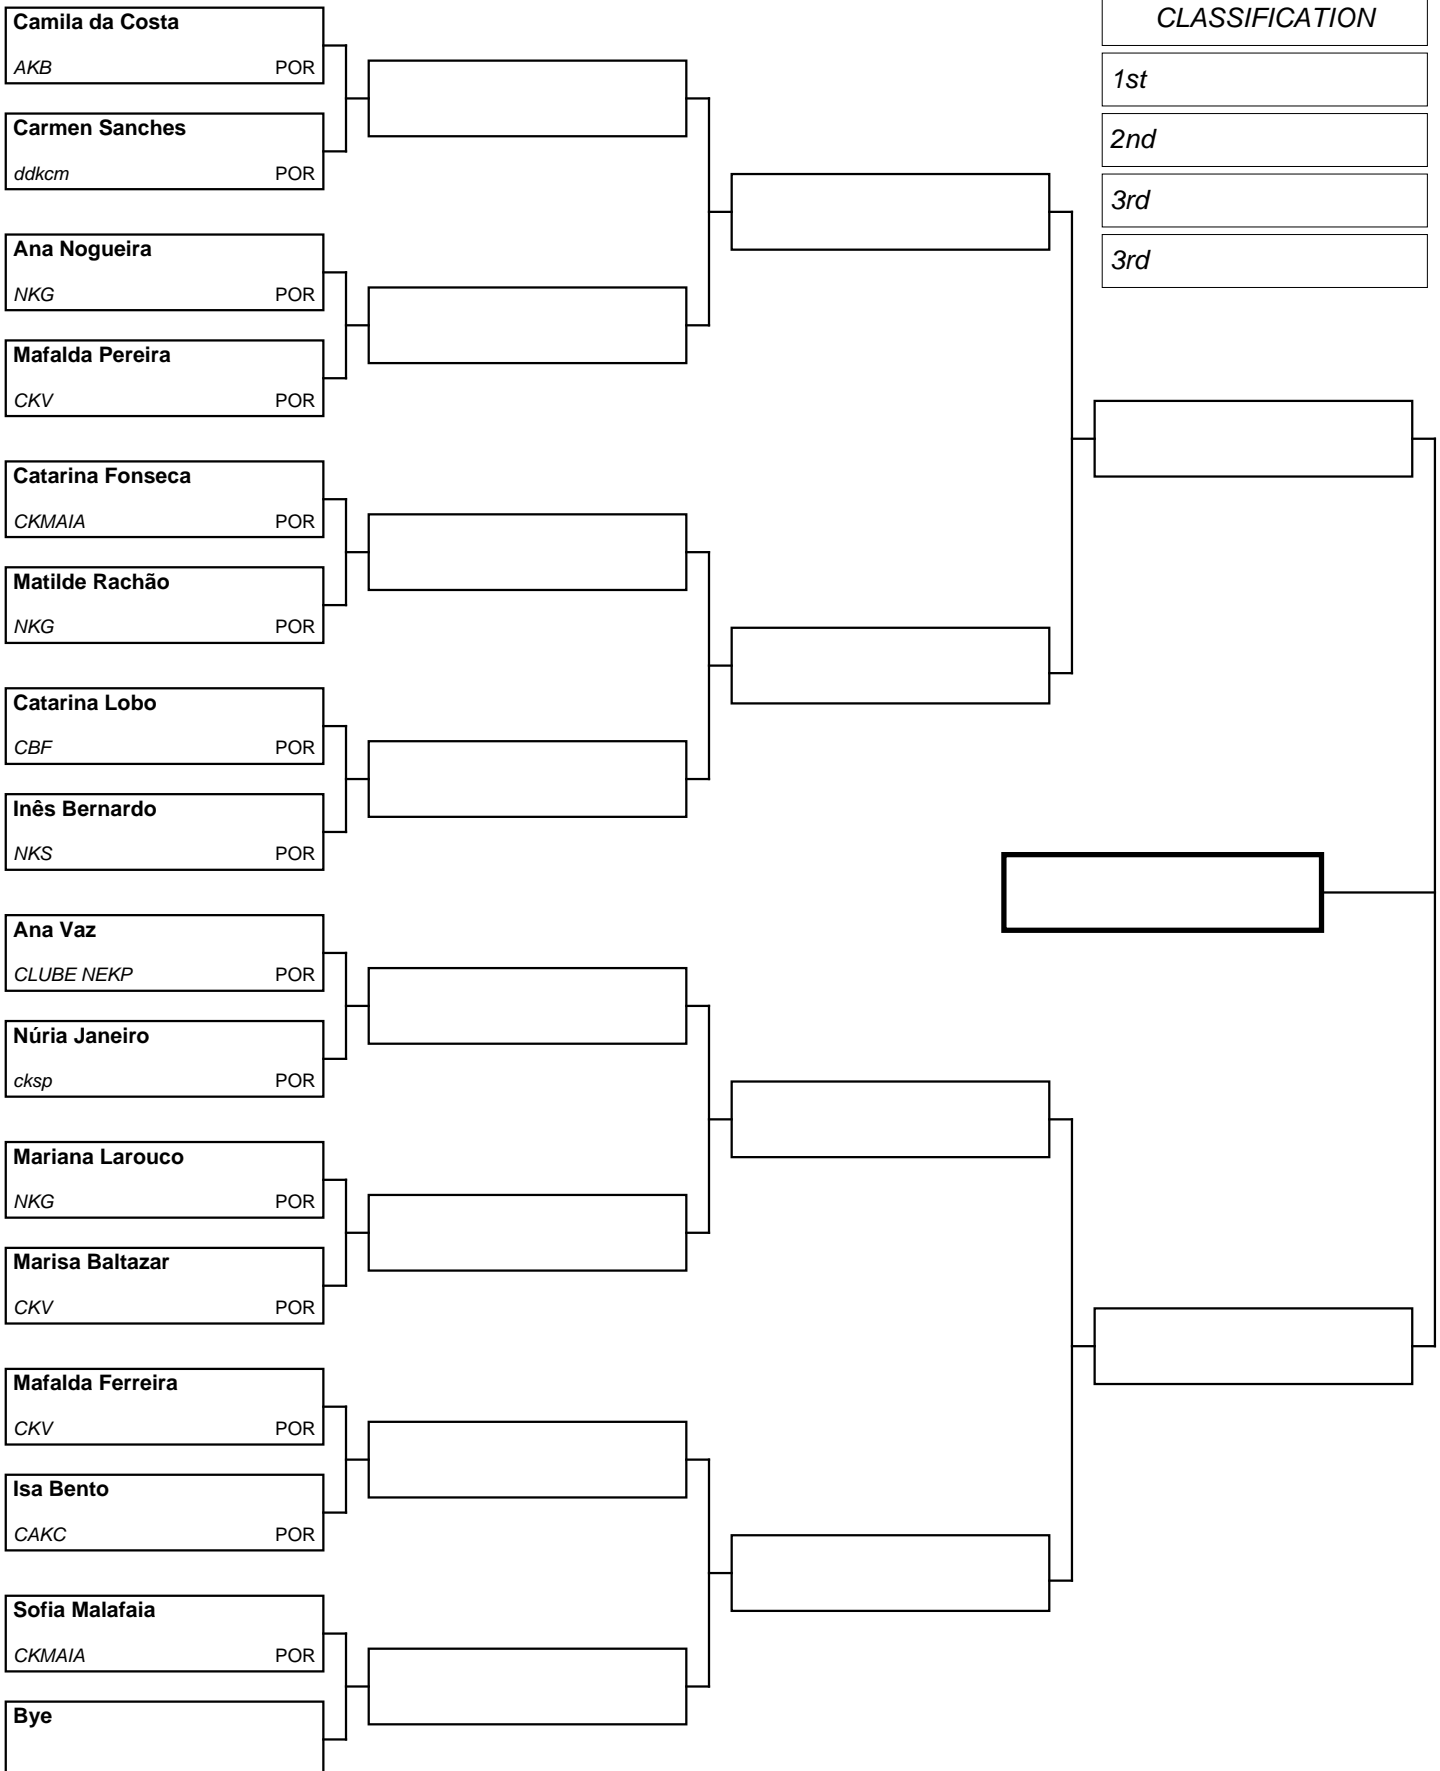 Camila da Costa
AKB POR
Carmen Sanches
ddkcm POR
Ana Nogueira
NKG POR
Mafalda Pereira
CKV POR
Catarina Fonseca
CKMAIA POR
Matilde Rachão
NKG POR
Catarina Lobo
CBF POR
Inês Bernardo
NKS POR
Ana Vaz
CLUBE NEKP POR
Núria Janeiro
cksp POR
Mariana Larouco
NKG POR
Marisa Baltazar
CKV POR
Mafalda Ferreira
CKV POR
Isa Bento
CAKC POR
Sofia Malafaia
CKMAIA POR
Bye
CLASSIFICATION
1st
2nd
3rd
3rd